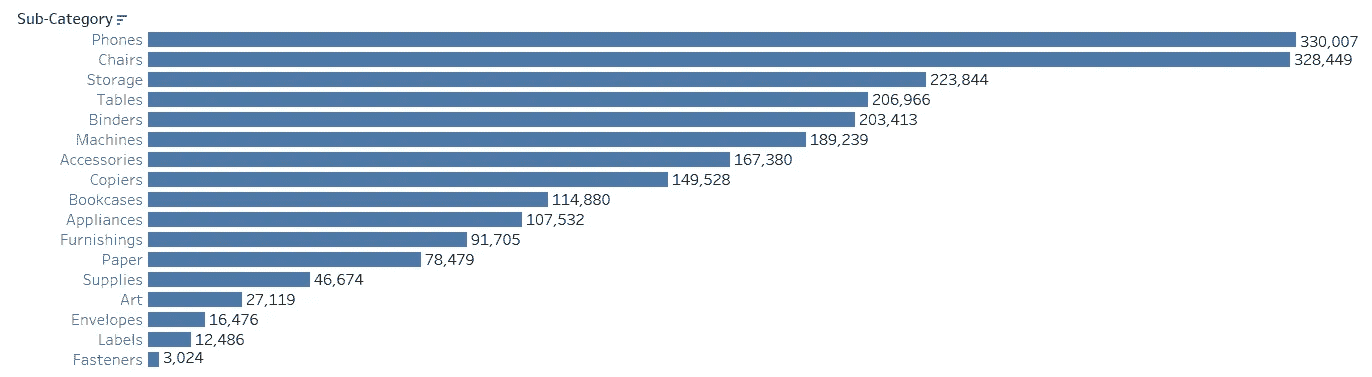 Sub-Category
Phones 330,007
Chairs 328,449
Storage 223,844
Tables 206,966
Binders 203,413
Machines 189,239
Accessories 167,380
Copiers 149,528
Bookcases 114,880
Appliances 107,532
Furnishings 91,705
Paper 78,479
Supplies 46,674
Art 27,119
Envelopes 16,476
Labels 12,486
Fasteners 3,024